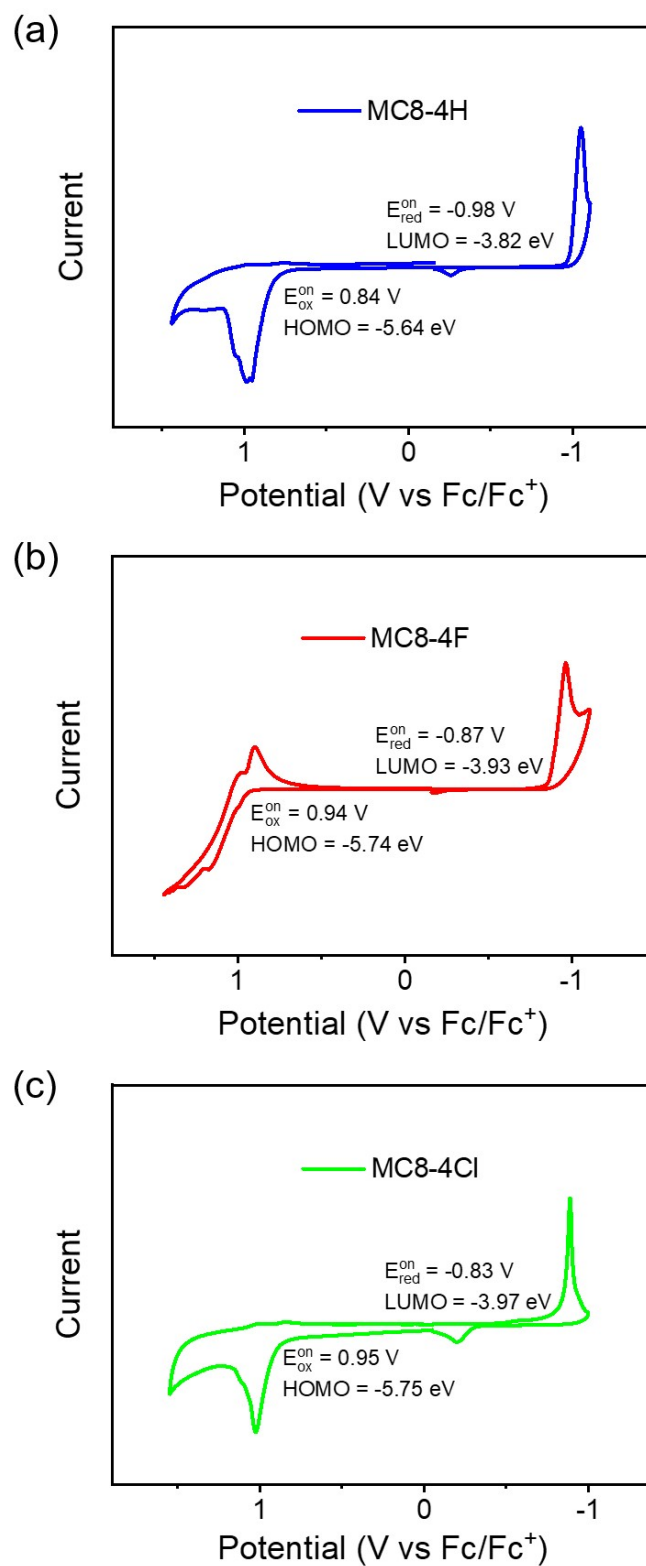 (a)
MC8-4H
E^on_red = -0.98 V
LUMO = -3.82 eV
E^on_ox = 0.84 V
HOMO = -5.64 eV
Current
1 0 -1
Potential (V vs Fc/Fc⁺)
(b)
MC8-4F
E^on_red = -0.87 V
LUMO = -3.93 eV
E^on_ox = 0.94 V
HOMO = -5.74 eV
Current
1 0 -1
Potential (V vs Fc/Fc⁺)
(c)
MC8-4Cl
E^on_red = -0.83 V
LUMO = -3.97 eV
E^on_ox = 0.95 V
HOMO = -5.75 eV
Current
1 0 -1
Potential (V vs Fc/Fc⁺)